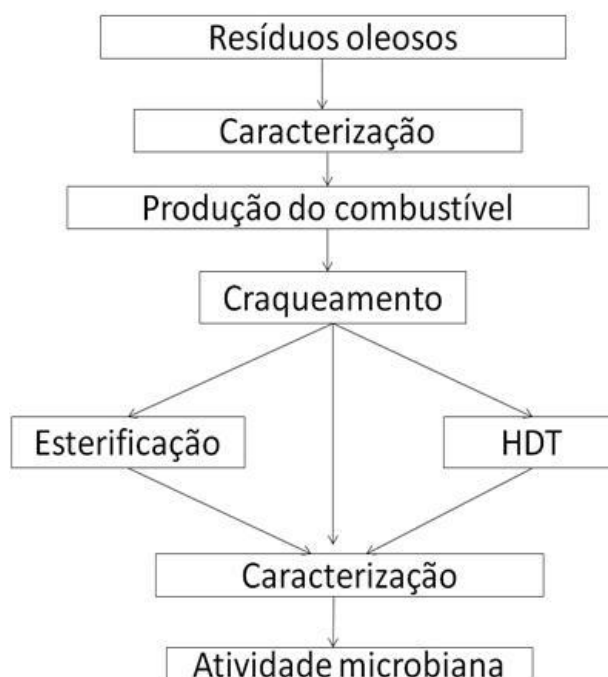 Resíduos oleosos
Caracterização
Produção do combustível
Craqueamento
Esterificação
HDT
Caracterização
Atividade microbiana